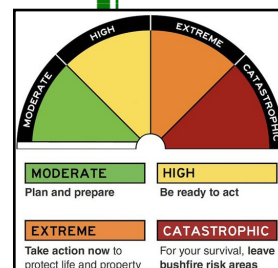 MODERATE
HIGH
EXTREME
CATASTROPHIC
MODERATE
Plan and prepare
HIGH
Be ready to act
EXTREME
Take action now to
protect life and property
CATASTROPHIC
For your survival, leave
bushfire risk areas